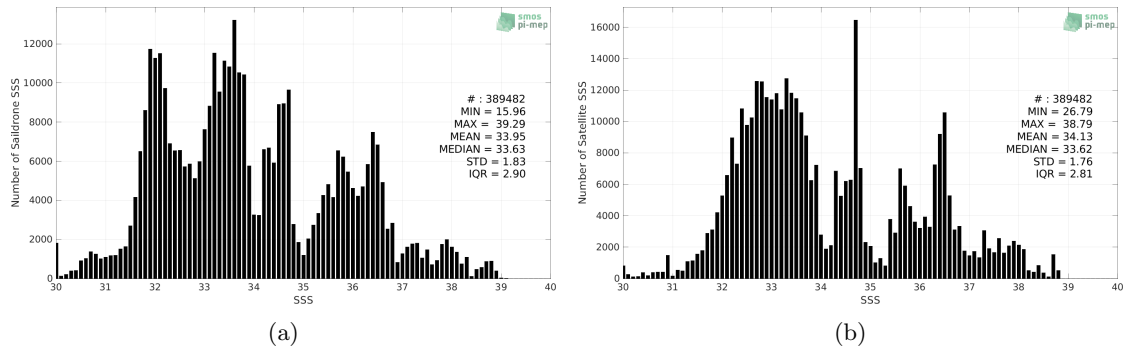 smos
pi-mep
12000
10000
8000
6000
4000
2000
0
Number of Saildrone SSS
# : 389482
MIN = 15.96
MAX = 39.29
MEAN = 33.95
MEDIAN = 33.63
STD = 1.83
IQR = 2.90
30 31 32 33 34 35 36 37 38 39 40
SSS
(a)
smos
pi-mep
16000
14000
12000
10000
8000
6000
4000
2000
0
Number of Satellite SSS
# : 389482
MIN = 26.79
MAX = 38.79
MEAN = 34.13
MEDIAN = 33.62
STD = 1.76
IQR = 2.81
30 31 32 33 34 35 36 37 38 39 40
SSS
(b)